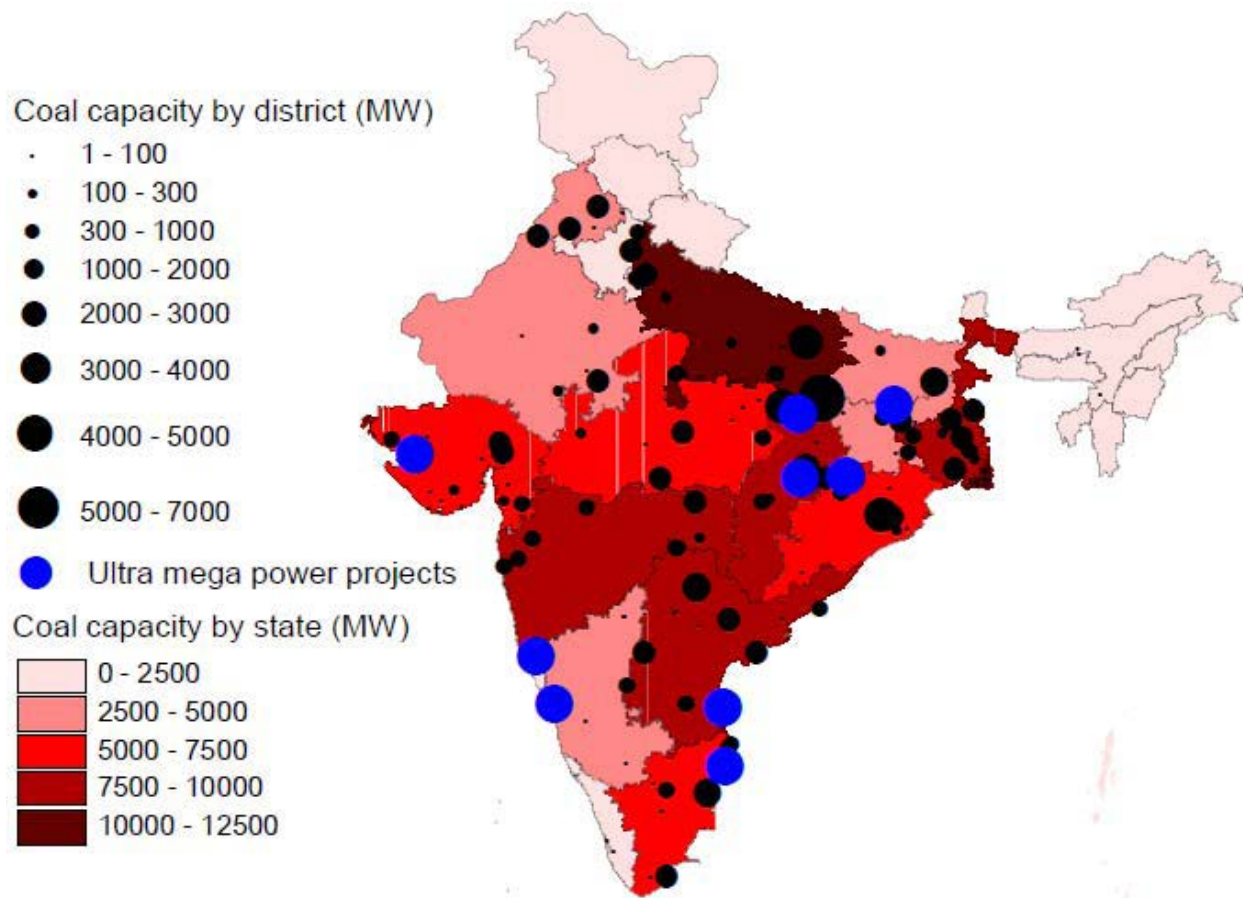 Coal capacity by district (MW)
1 - 100
100 - 300
300 - 1000
1000 - 2000
2000 - 3000
3000 - 4000
4000 - 5000
5000 - 7000
Ultra mega power projects
Coal capacity by state (MW)
0 - 2500
2500 - 5000
5000 - 7500
7500 - 10000
10000 - 12500